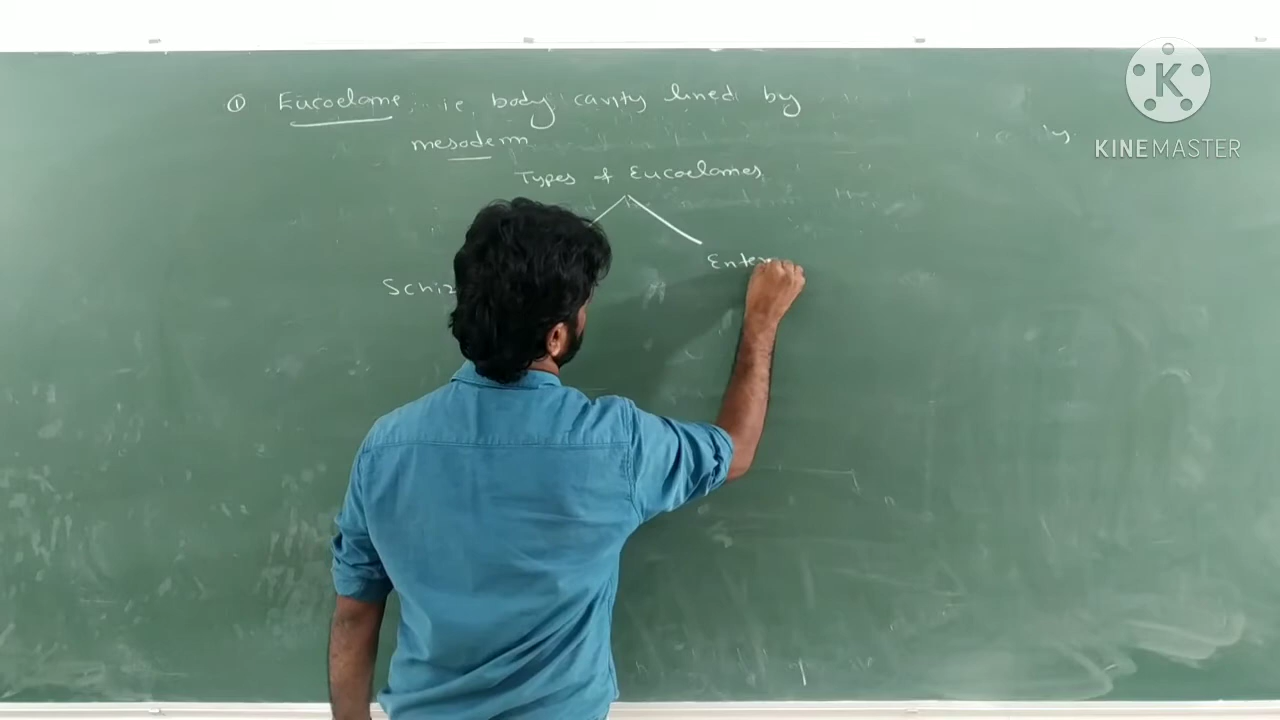 ① Eucoelome, ie body cavity lined by
mesoderm
Types of Eucoelomes
Enter
Schiz
K
KINEMASTER